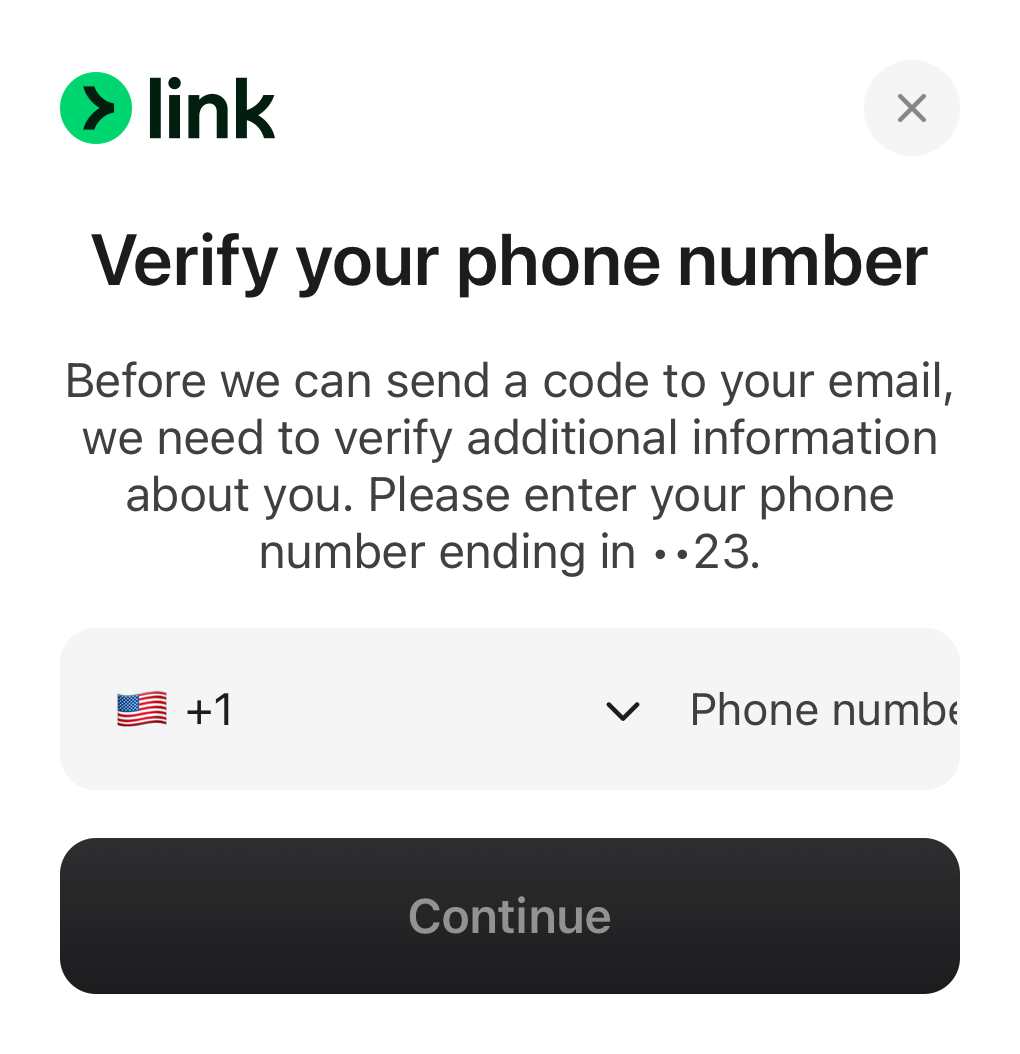 link
Verify your phone number
Before we can send a code to your email,
we need to verify additional information
about you. Please enter your phone
number ending in ••23.
+1
Phone numbe
Continue